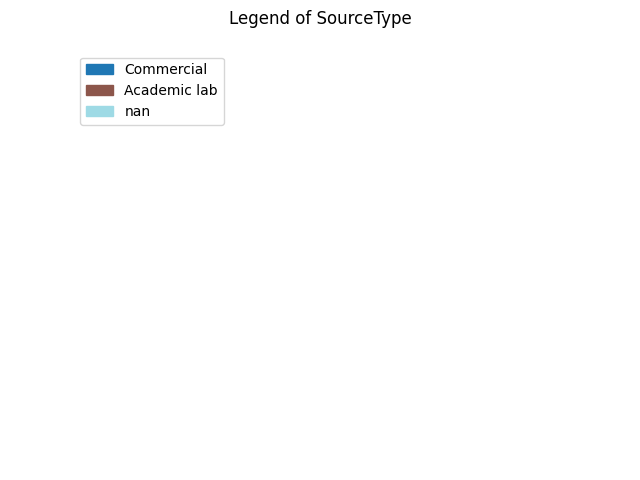 Legend of SourceType
Commercial
Academic lab
nan